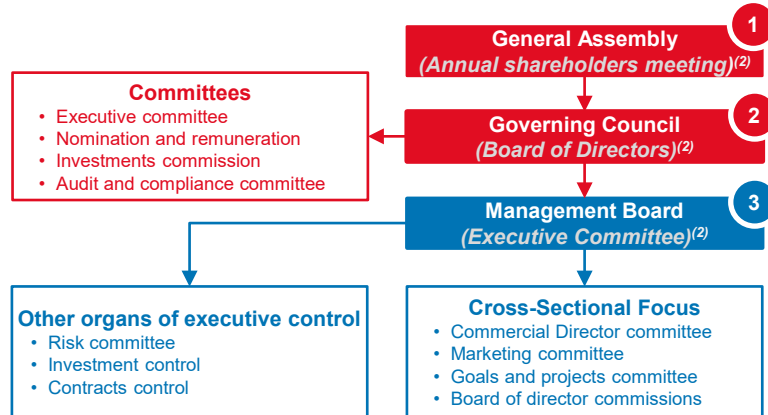 1
General Assembly
(Annual shareholders meeting)(2)
Committees
• Executive committee
• Nomination and remuneration
• Investments commission
• Audit and compliance committee
2
Governing Council
(Board of Directors)(2)
3
Management Board
(Executive Committee)(2)
Other organs of executive control
• Risk committee
• Investment control
• Contracts control
Cross-Sectional Focus
• Commercial Director committee
• Marketing committee
• Goals and projects committee
• Board of director commissions